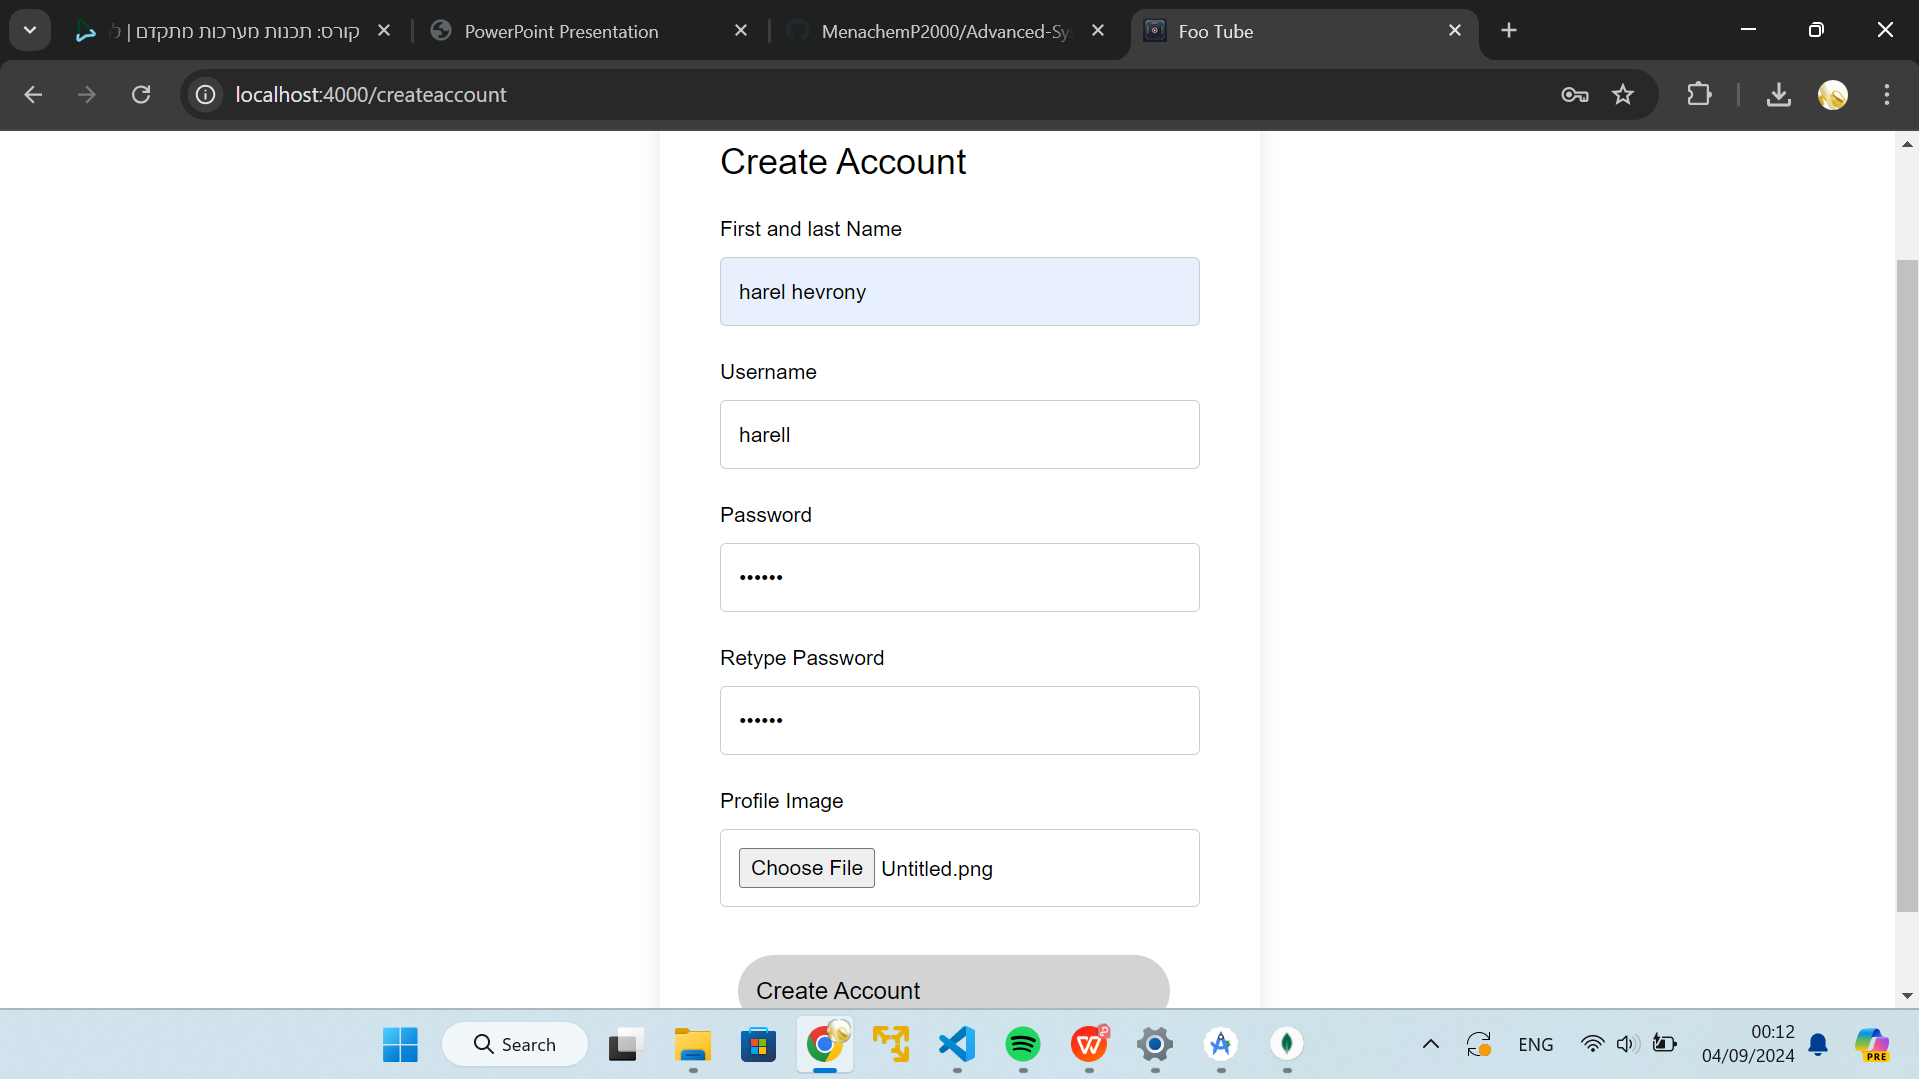 קורס: תכנות מערכות מתקדם | ל
PowerPoint Presentation
MenachemP2000/Advanced-Sy
Foo Tube
localhost:4000/createaccount
Create Account
First and last Name
harel hevrony
Username
harell
Password
••••••
Retype Password
••••••
Profile Image
Choose File Untitled.png
Create Account
Search
ENG
00:12
04/09/2024
PRE